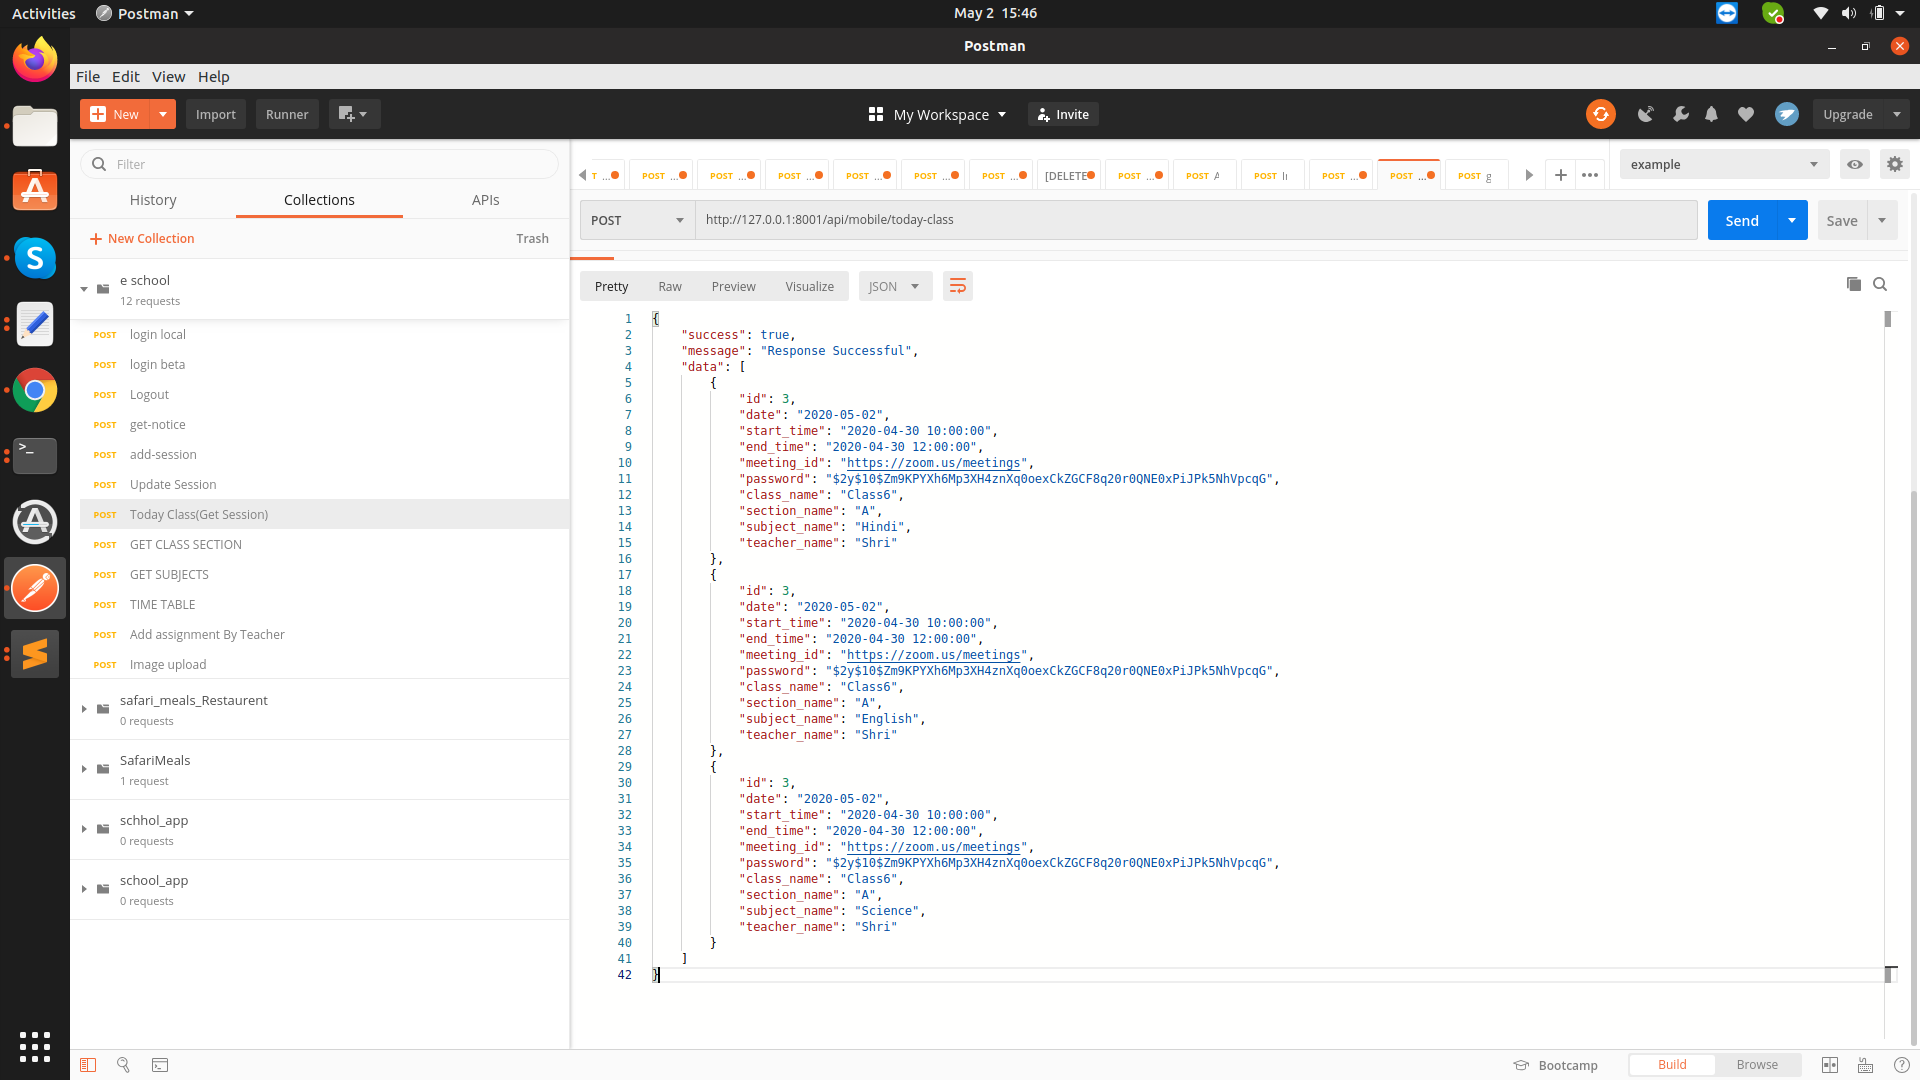 Activities
Postman
May 2 15:46
Postman
File Edit View Help
New
Import
Runner
My Workspace
Invite
Upgrade
Filter
History
Collections
APIs
New Collection
Trash
e school
12 requests
POST login local
POST login beta
POST Logout
POST get-notice
POST add-session
POST Update Session
POST Today Class(Get Session)
POST GET CLASS SECTION
POST GET SUBJECTS
POST TIME TABLE
POST Add assignment By Teacher
POST Image upload
safari_meals_Restaurent
0 requests
SafariMeals
1 request
schhol_app
0 requests
school_app
0 requests
T ... POST ... POST ... POST ... POST ... POST ... POST ... [DELETE POST ... POST POST POST ... POST ... POST g
example
POST http://127.0.0.1:8001/api/mobile/today-class
Send
Save
Pretty Raw Preview Visualize JSON
1 {
2 "success": true,
3 "message": "Response Successful",
4 "data": [
5 {
6 "id": 3,
7 "date": "2020-05-02",
8 "start_time": "2020-04-30 10:00:00",
9 "end_time": "2020-04-30 12:00:00",
10 "meeting_id": "https://zoom.us/meetings",
11 "password": "$2y$10$Zm9KPYXh6Mp3XH4znXq0oexCkZGCF8q20r0QNE0xPiJPk5NhVpcqG",
12 "class_name": "Class6",
13 "section_name": "A",
14 "subject_name": "Hindi",
15 "teacher_name": "Shri"
16 },
17 {
18 "id": 3,
19 "date": "2020-05-02",
20 "start_time": "2020-04-30 10:00:00",
21 "end_time": "2020-04-30 12:00:00",
22 "meeting_id": "https://zoom.us/meetings",
23 "password": "$2y$10$Zm9KPYXh6Mp3XH4znXq0oexCkZGCF8q20r0QNE0xPiJPk5NhVpcqG",
24 "class_name": "Class6",
25 "section_name": "A",
26 "subject_name": "English",
27 "teacher_name": "Shri"
28 },
29 {
30 "id": 3,
31 "date": "2020-05-02",
32 "start_time": "2020-04-30 10:00:00",
33 "end_time": "2020-04-30 12:00:00",
34 "meeting_id": "https://zoom.us/meetings",
35 "password": "$2y$10$Zm9KPYXh6Mp3XH4znXq0oexCkZGCF8q20r0QNE0xPiJPk5NhVpcqG",
36 "class_name": "Class6",
37 "section_name": "A",
38 "subject_name": "Science",
39 "teacher_name": "Shri"
40 }
41 ]
42 }
Bootcamp
Build
Browse